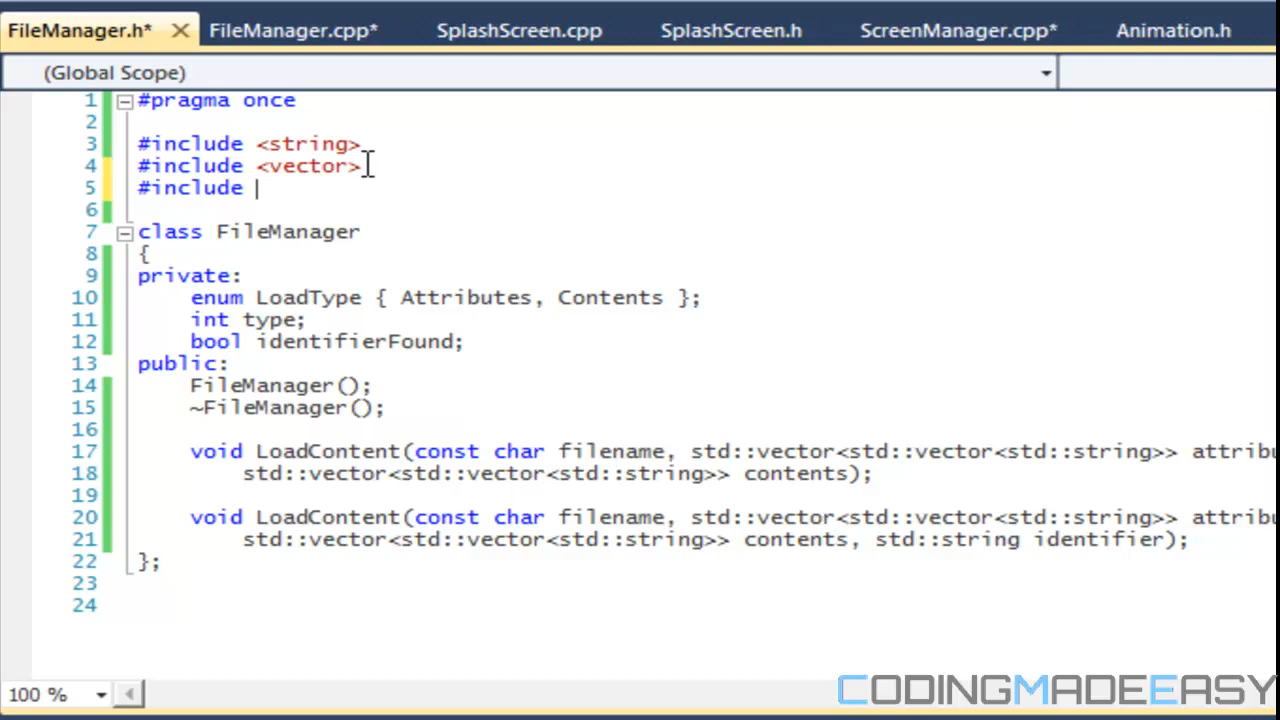 FileManager.h* FileManager.cpp* SplashScreen.cpp SplashScreen.h ScreenManager.cpp* Animation.h
(Global Scope)
1 #pragma once
2
3 #include <string>
4 #include <vector>
5 #include
6
7 class FileManager
8 {
9 private:
10 enum LoadType { Attributes, Contents };
11 int type;
12 bool identifierFound;
13 public:
14 FileManager();
15 ~FileManager();
16
17 void LoadContent(const char filename, std::vector<std::vector<std::string>> attribu
18 std::vector<std::vector<std::string>> contents);
19
20 void LoadContent(const char filename, std::vector<std::vector<std::string>> attribu
21 std::vector<std::vector<std::string>> contents, std::string identifier);
22 };
23
24
100 %
CODINGMADEEASY